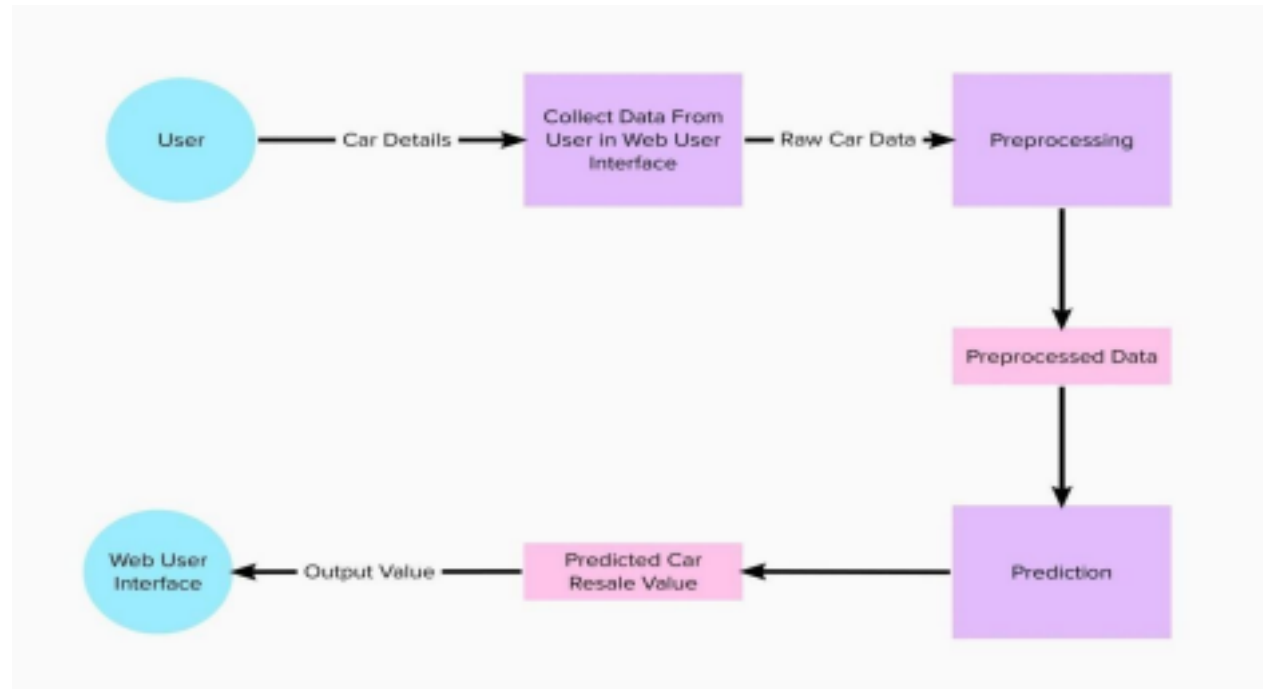 User
Car Details
Collect Data From
User in Web User
Interface
Raw Car Data
Preprocessing
Preprocessed Data
Prediction
Predicted Car
Resale Value
Output Value
Web User
Interface